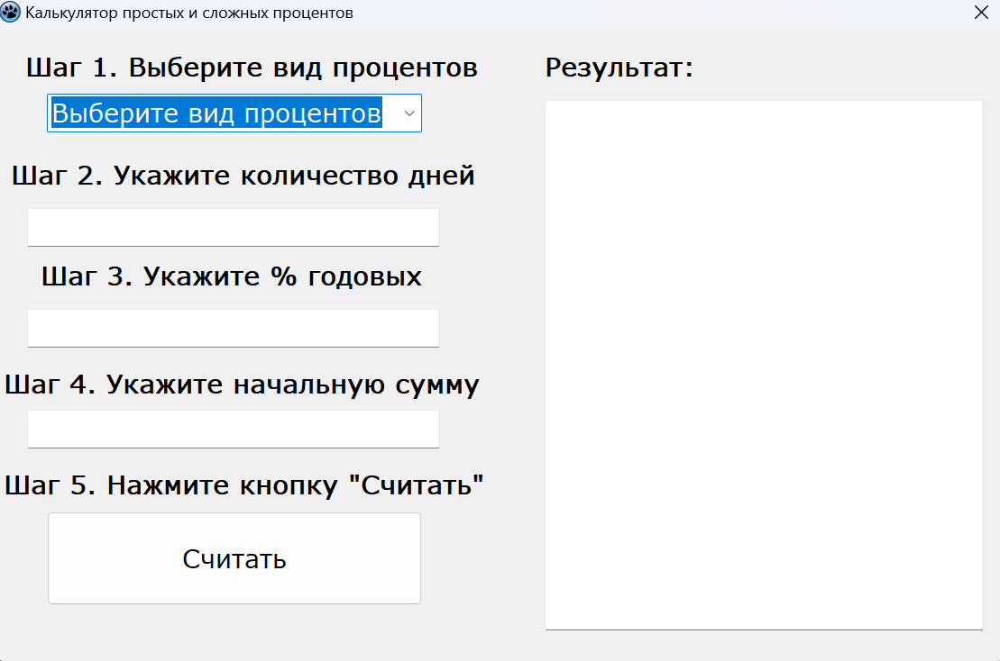 Калькулятор простых и сложных процентов
Шаг 1. Выберите вид процентов
Выберите вид процентов
Шаг 2. Укажите количество дней
Шаг 3. Укажите % годовых
Шаг 4. Укажите начальную сумму
Шаг 5. Нажмите кнопку "Считать"
Считать
Результат: